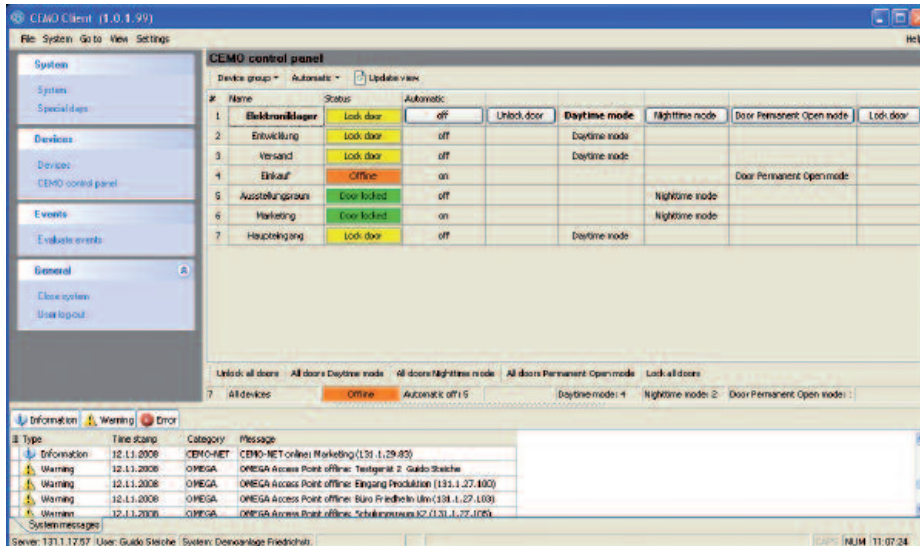 CEMO Client (1.0.1.99)
File System Go to View Settings Hel
System
System
Special days
Devices
Devices
CEMO control panel
Events
Evaluate events
General
Close system
User logout
CEMO control panel
Device group Automatic Update view
# Name Status Automatic
1 Elektroniklager Lock door off Unlock door Daytime mode Nighttime mode Door Permanent Open mode Lock door
2 Entwicklung Lock door off Daytime mode
3 Versand Lock door off Daytime mode
4 Einkauf Offline on Door Permanent Open mode
5 Ausstellungsraum Door locked off Nighttime mode
6 Marketing Door locked on Nighttime mode
7 Haupteingang Lock door off Daytime mode
Unlock all doors All doors Daytime mode All doors Nighttime mode All doors Permanent Open mode Lock all doors
7 All devices Offline Automatic off: 5 Daytime mode: 4 Nighttime mode: 2 Door Permanent Open mode:
Information Warning Error
Type Time stamp Category Message
Information 12.11.2008 CEMO-NET CEMO-NET online: Marketing (131.1.29.83)
Warning 12.11.2008 OMEGA OMEGA Access Point offline: Testgerät 2 Guido Steiche
Warning 12.11.2008 OMEGA OMEGA Access Point offline: Eingang Produktion (131.1.27.100)
Warning 12.11.2008 OMEGA OMEGA Access Point offline: Büro Friedhelm Ulm (131.1.27.103)
Warning 12.11.2008 OMEGA OMEGA Access Point offline: Schulungsraum K2 (131.1.27.105)
System messages
Server: 131.1.17.57 User: Guido Steiche System: Demoanlage Friedrichstr. CAPS NUM 11:07:24